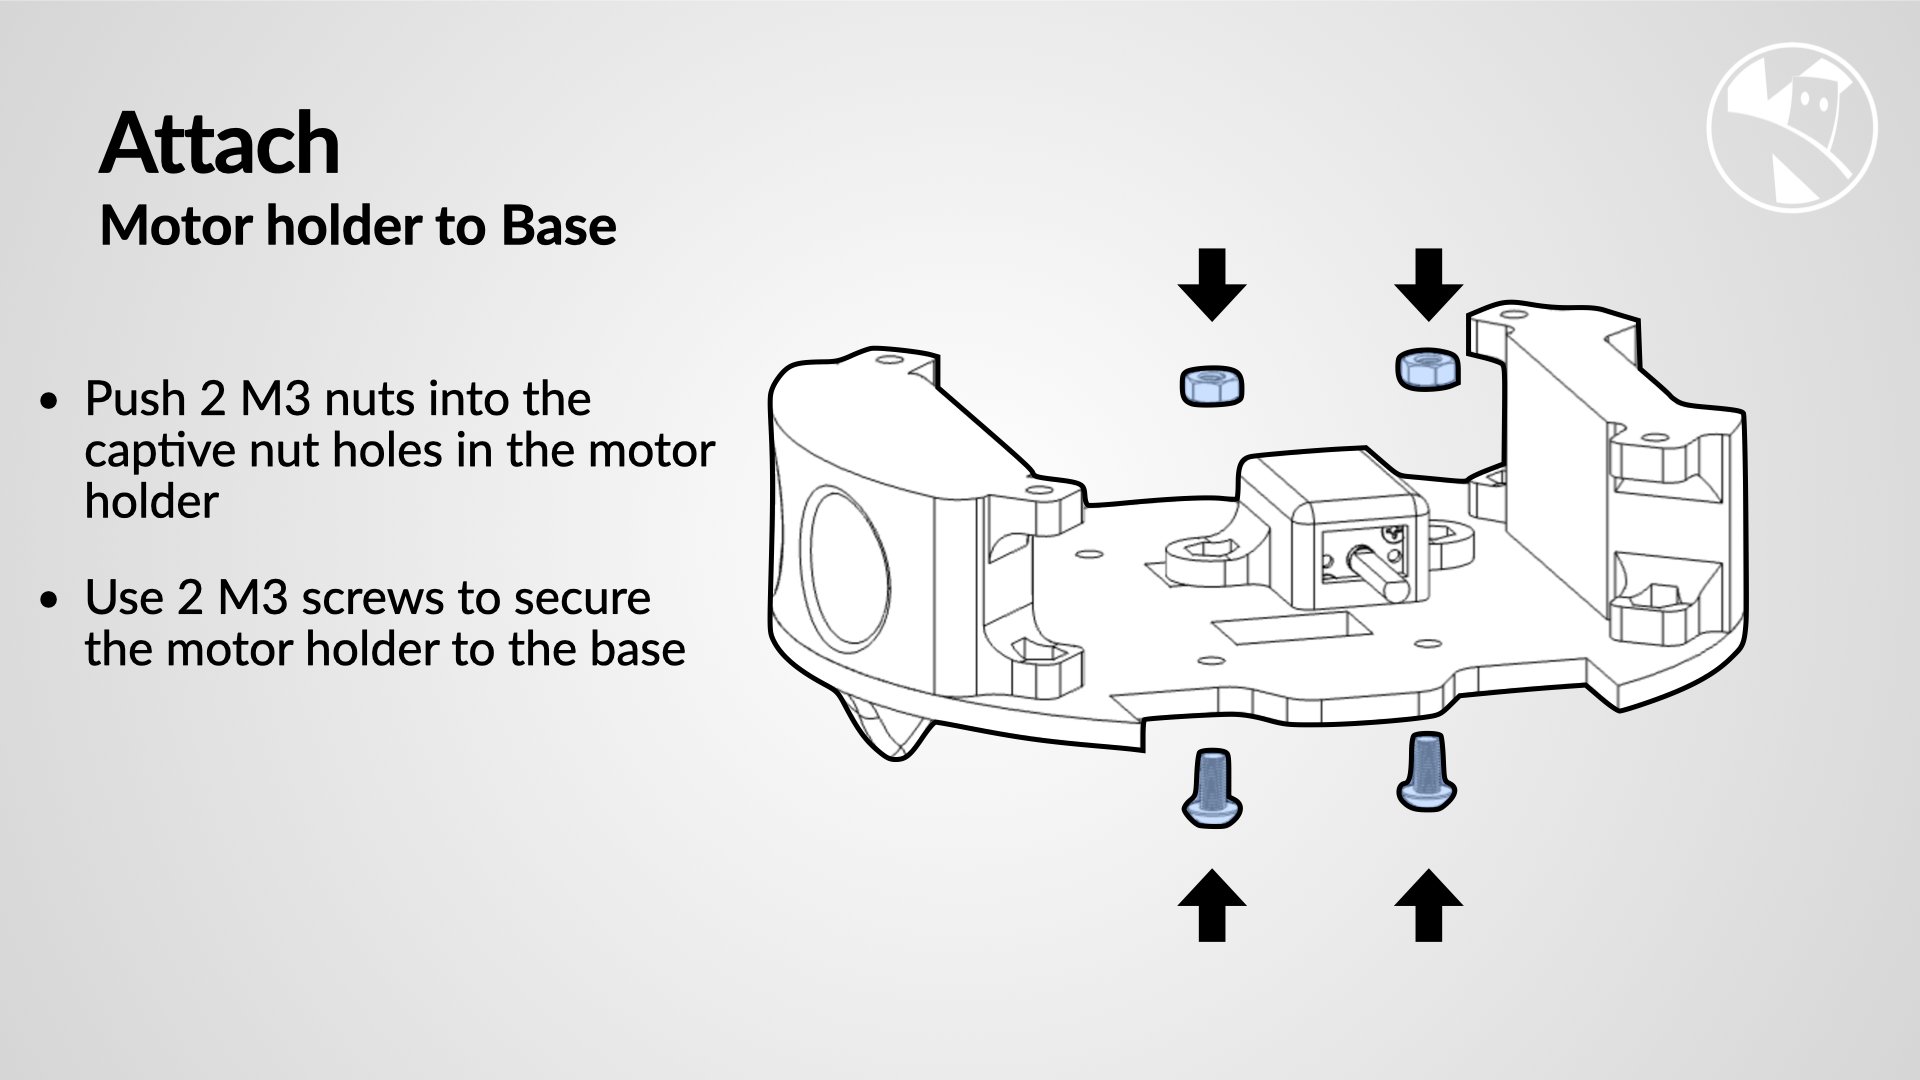 Attach
Motor holder to Base
• Push 2 M3 nuts into the
captive nut holes in the motor
holder
• Use 2 M3 screws to secure
the motor holder to the base